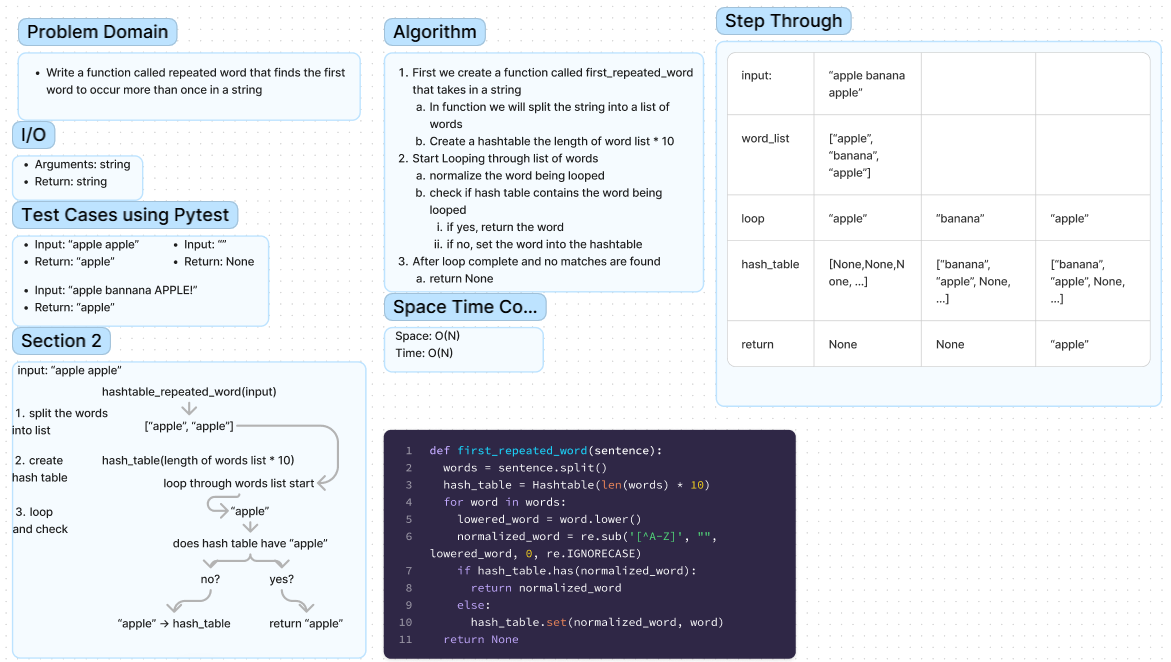 Problem Domain
• Write a function called repeated word that finds the first
word to occur more than once in a string
I/O
• Arguments: string
• Return: string
Test Cases using Pytest
• Input: “apple apple”
• Return: “apple”
• Input: “”
• Return: None
• Input: “apple bannana APPLE!”
• Return: “apple”
Section 2
input: “apple apple”
hashtable_repeated_word(input)
1. split the words
into list
[“apple”, “apple”]
2. create
hash table
hash_table(length of words list * 10)
loop through words list start
3. loop
and check
“apple”
does hash table have “apple”
no?
yes?
“apple” → hash_table
return “apple”
Algorithm
1. First we create a function called first_repeated_word
that takes in a string
a. In function we will split the string into a list of
words
b. Create a hashtable the length of word list * 10
2. Start Looping through list of words
a. normalize the word being looped
b. check if hash table contains the word being
looped
i. if yes, return the word
ii. if no, set the word into the hashtable
3. After loop complete and no matches are found
a. return None
Space Time Co...
Space: O(N)
Time: O(N)
Step Through
input:
“apple banana
apple”
word_list
[“apple”,
“banana”,
“apple”]
loop
“apple”
“banana”
“apple”
hash_table
[None,None,N
one, ...]
[“banana”,
“apple”, None,
...]
[“banana”,
“apple”, None,
...]
return
None
None
“apple”
1 def first_repeated_word(sentence):
2 words = sentence.split()
3 hash_table = Hashtable(len(words) * 10)
4 for word in words:
5 lowered_word = word.lower()
6 normalized_word = re.sub('[^A-Z]', "",
lowered_word, 0, re.IGNORECASE)
7 if hash_table.has(normalized_word):
8 return normalized_word
9 else:
10 hash_table.set(normalized_word, word)
11 return None